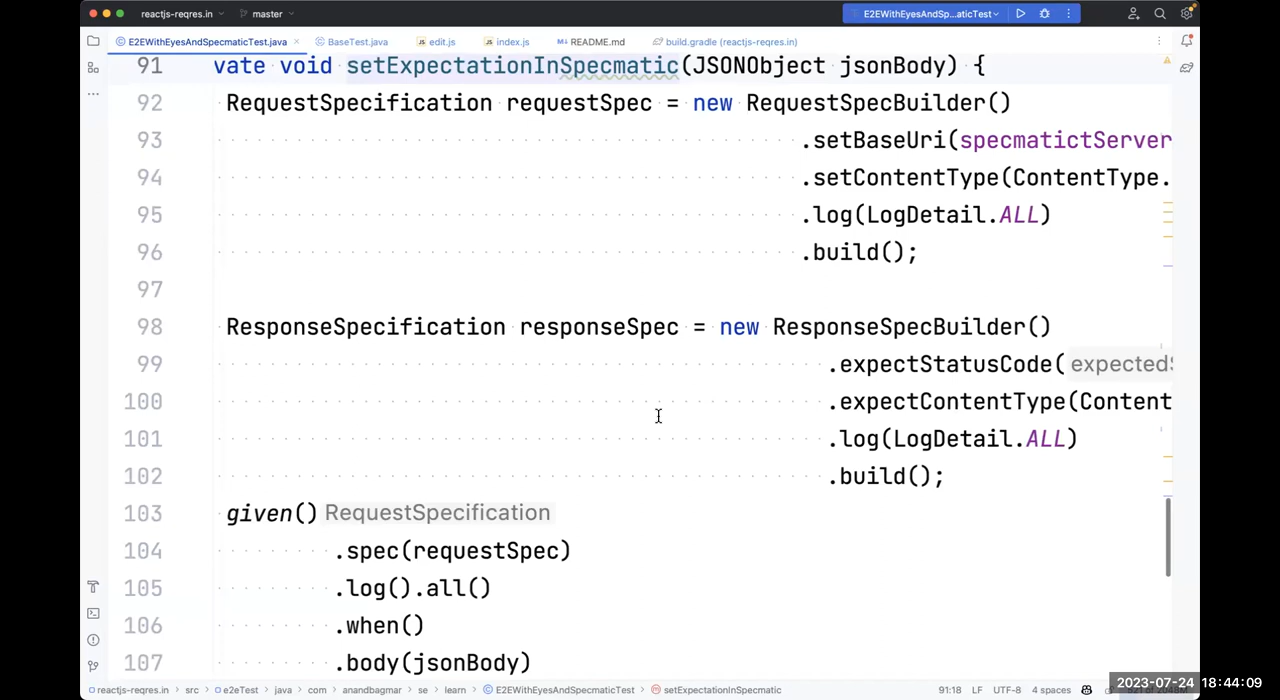 reactjs-reqres.in master E2EWithEyesAndSp...aticTest
E2EWithEyesAndSpecmaticTest.java BaseTest.java edit.js index.js README.md build.gradle (reactjs-reqres.in)
91 vate void setExpectationInSpecmatic(JSONObject jsonBody) {
92 RequestSpecification requestSpec = new RequestSpecBuilder()
93 .setBaseUri(specmatictServer
94 .setContentType(ContentType.
95 .log(LogDetail.ALL)
96 .build();
97
98 ResponseSpecification responseSpec = new ResponseSpecBuilder()
99 .expectStatusCode( expectedS
100 .expectContentType(Content
101 .log(LogDetail.ALL)
102 .build();
103 given() RequestSpecification
104 .spec(requestSpec)
105 .log().all()
106 .when()
107 .body(jsonBody)
reactjs-reqres.in > src > e2eTest > java > com > anandbagmar > se > learn > E2EWithEyesAndSpecmaticTest > setExpectationInSpecmatic 91:18 LF UTF-8 4 spaces
2023-07-24 18:44:09